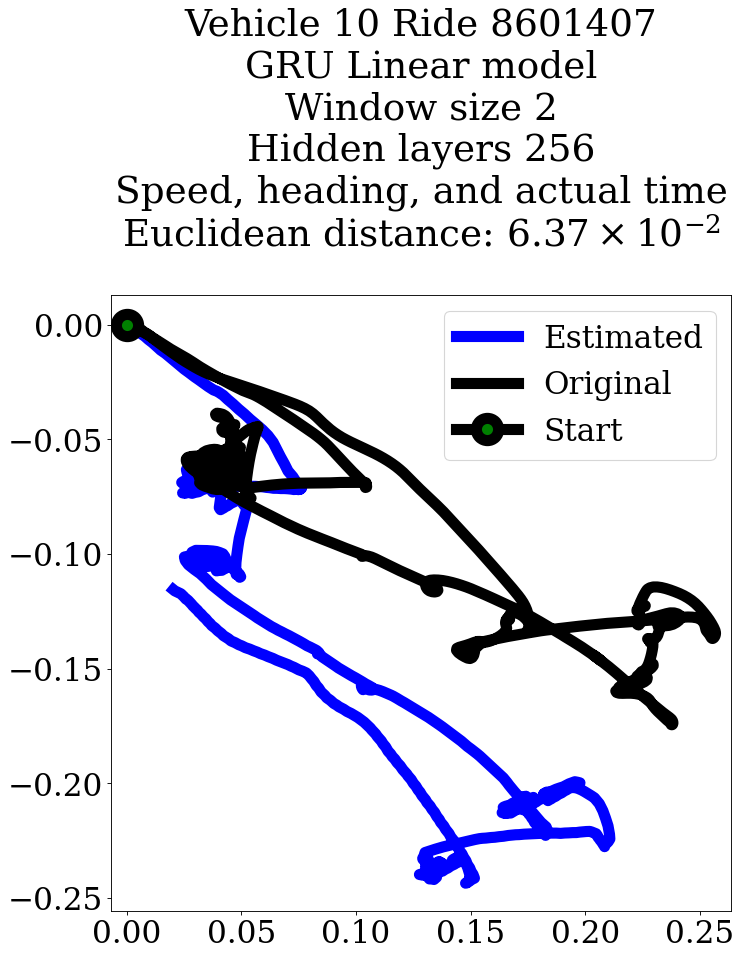 Vehicle 10 Ride 8601407
GRU Linear model
Window size 2
Hidden layers 256
Speed, heading, and actual time
Euclidean distance: 6.37 × 10⁻²
Estimated
Original
Start
0.00
−0.05
−0.10
−0.15
−0.20
−0.25
0.00 0.05 0.10 0.15 0.20 0.25